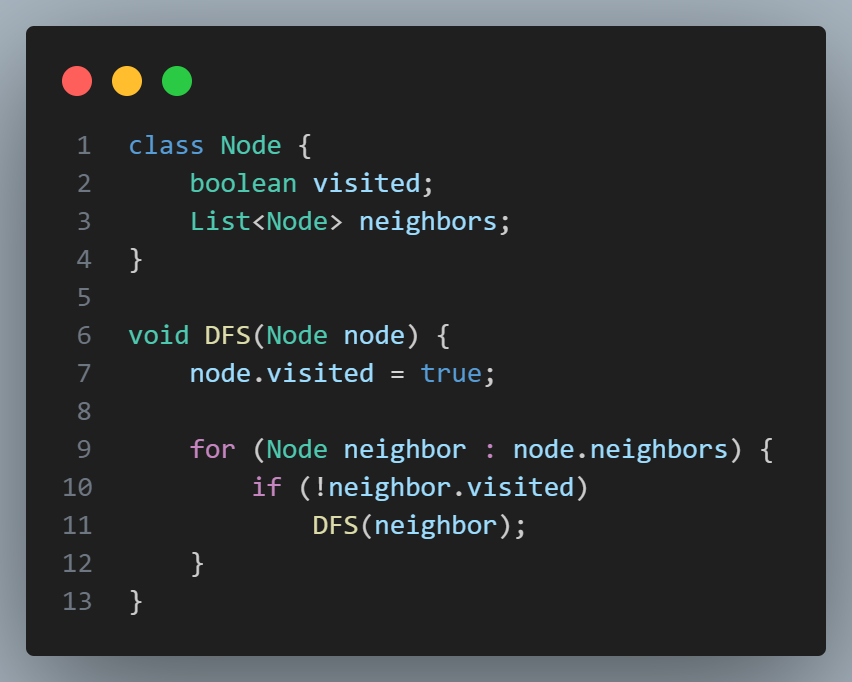 1 class Node {
2     boolean visited;
3     List<Node> neighbors;
4 }
5
6 void DFS(Node node) {
7     node.visited = true;
8
9     for (Node neighbor : node.neighbors) {
10         if (!neighbor.visited)
11             DFS(neighbor);
12     }
13 }